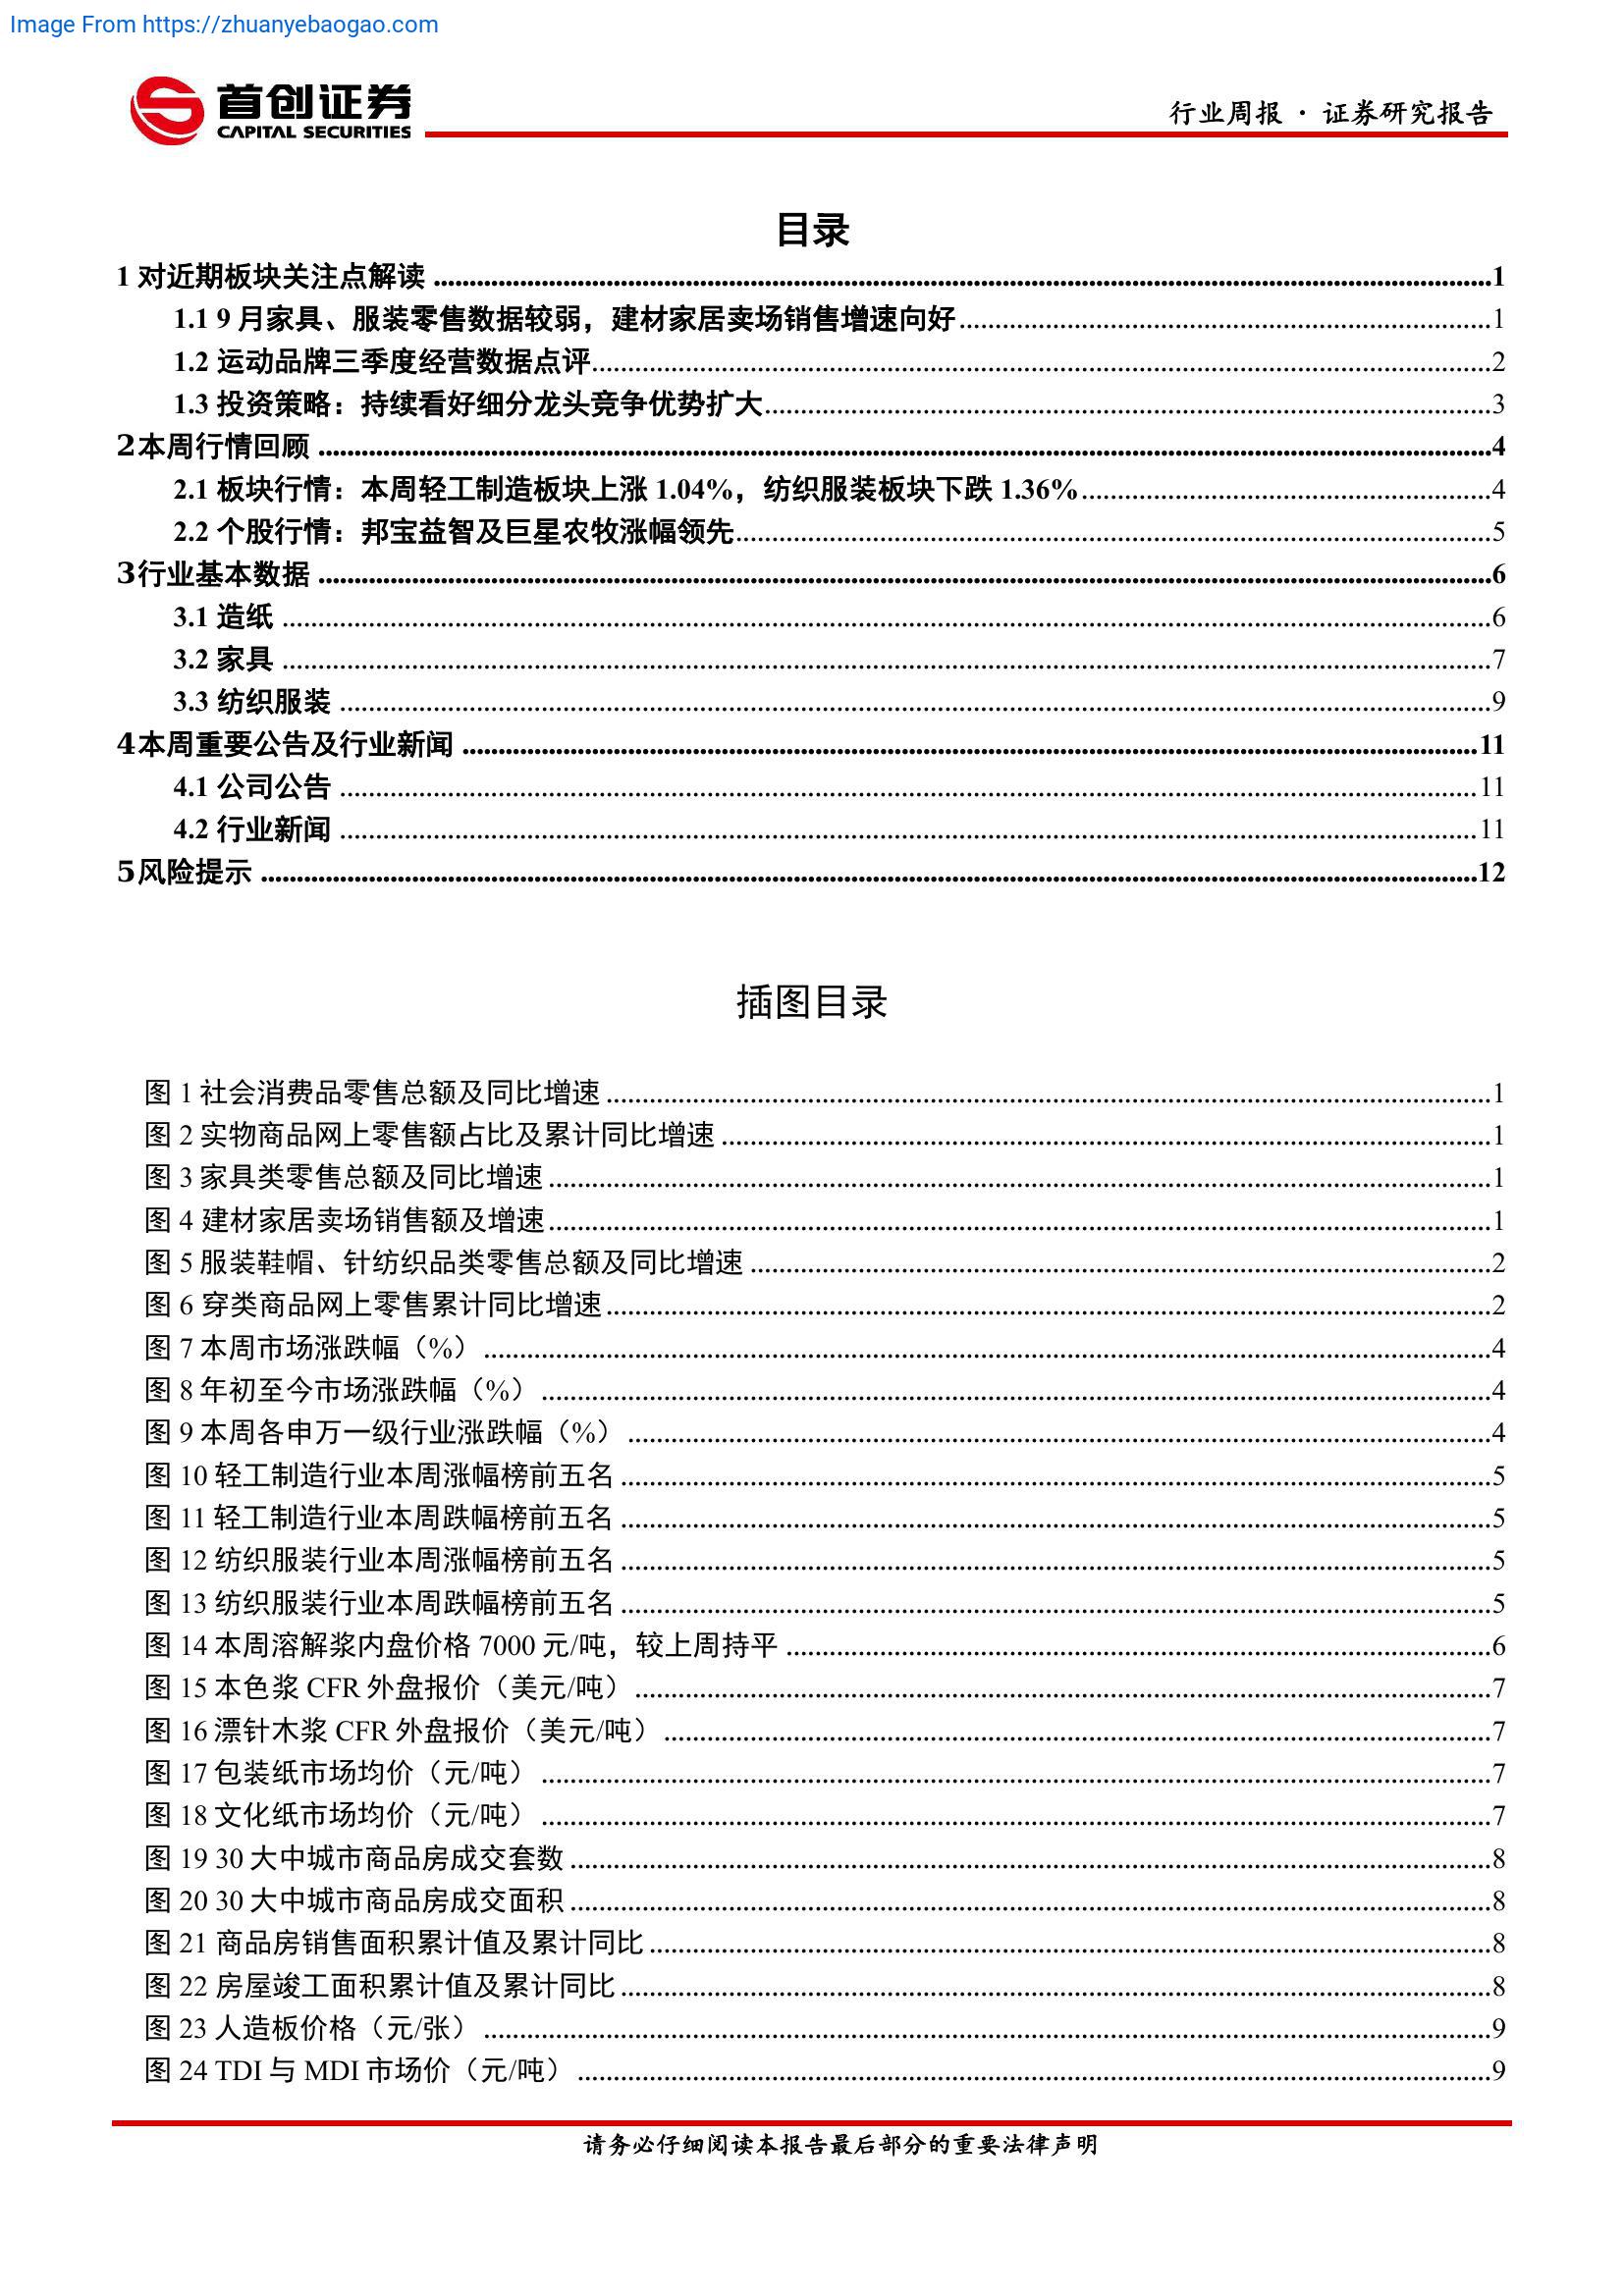 Image From https://zhuanyebaogao.com
首创证券
CAPITAL SECURITIES
行业周报 · 证券研究报告
目录
1 对近期板块关注点解读 1
1.1 9 月家具、服装零售数据较弱，建材家居卖场销售增速向好 1
1.2 运动品牌三季度经营数据点评 2
1.3 投资策略：持续看好细分龙头竞争优势扩大 3
2本周行情回顾 4
2.1 板块行情：本周轻工制造板块上涨 1.04%，纺织服装板块下跌 1.36% 4
2.2 个股行情：邦宝益智及巨星农牧涨幅领先 5
3行业基本数据 6
3.1 造纸 6
3.2 家具 7
3.3 纺织服装 9
4本周重要公告及行业新闻 11
4.1 公司公告 11
4.2 行业新闻 11
5风险提示 12
插图目录
图 1 社会消费品零售总额及同比增速 1
图 2 实物商品网上零售额占比及累计同比增速 1
图 3 家具类零售总额及同比增速 1
图 4 建材家居卖场销售额及增速 1
图 5 服装鞋帽、针纺织品类零售总额及同比增速 2
图 6 穿类商品网上零售累计同比增速 2
图 7 本周市场涨跌幅（%） 4
图 8 年初至今市场涨跌幅（%） 4
图 9 本周各申万一级行业涨跌幅（%） 4
图 10 轻工制造行业本周涨幅榜前五名 5
图 11 轻工制造行业本周跌幅榜前五名 5
图 12 纺织服装行业本周涨幅榜前五名 5
图 13 纺织服装行业本周跌幅榜前五名 5
图 14 本周溶解浆内盘价格 7000 元/吨，较上周持平 6
图 15 本色浆 CFR 外盘报价（美元/吨） 7
图 16 漂针木浆 CFR 外盘报价（美元/吨） 7
图 17 包装纸市场均价（元/吨） 7
图 18 文化纸市场均价（元/吨） 7
图 19 30 大中城市商品房成交套数 8
图 20 30 大中城市商品房成交面积 8
图 21 商品房销售面积累计值及累计同比 8
图 22 房屋竣工面积累计值及累计同比 8
图 23 人造板价格（元/张） 9
图 24 TDI 与 MDI 市场价（元/吨） 9
请务必仔细阅读本报告最后部分的重要法律声明